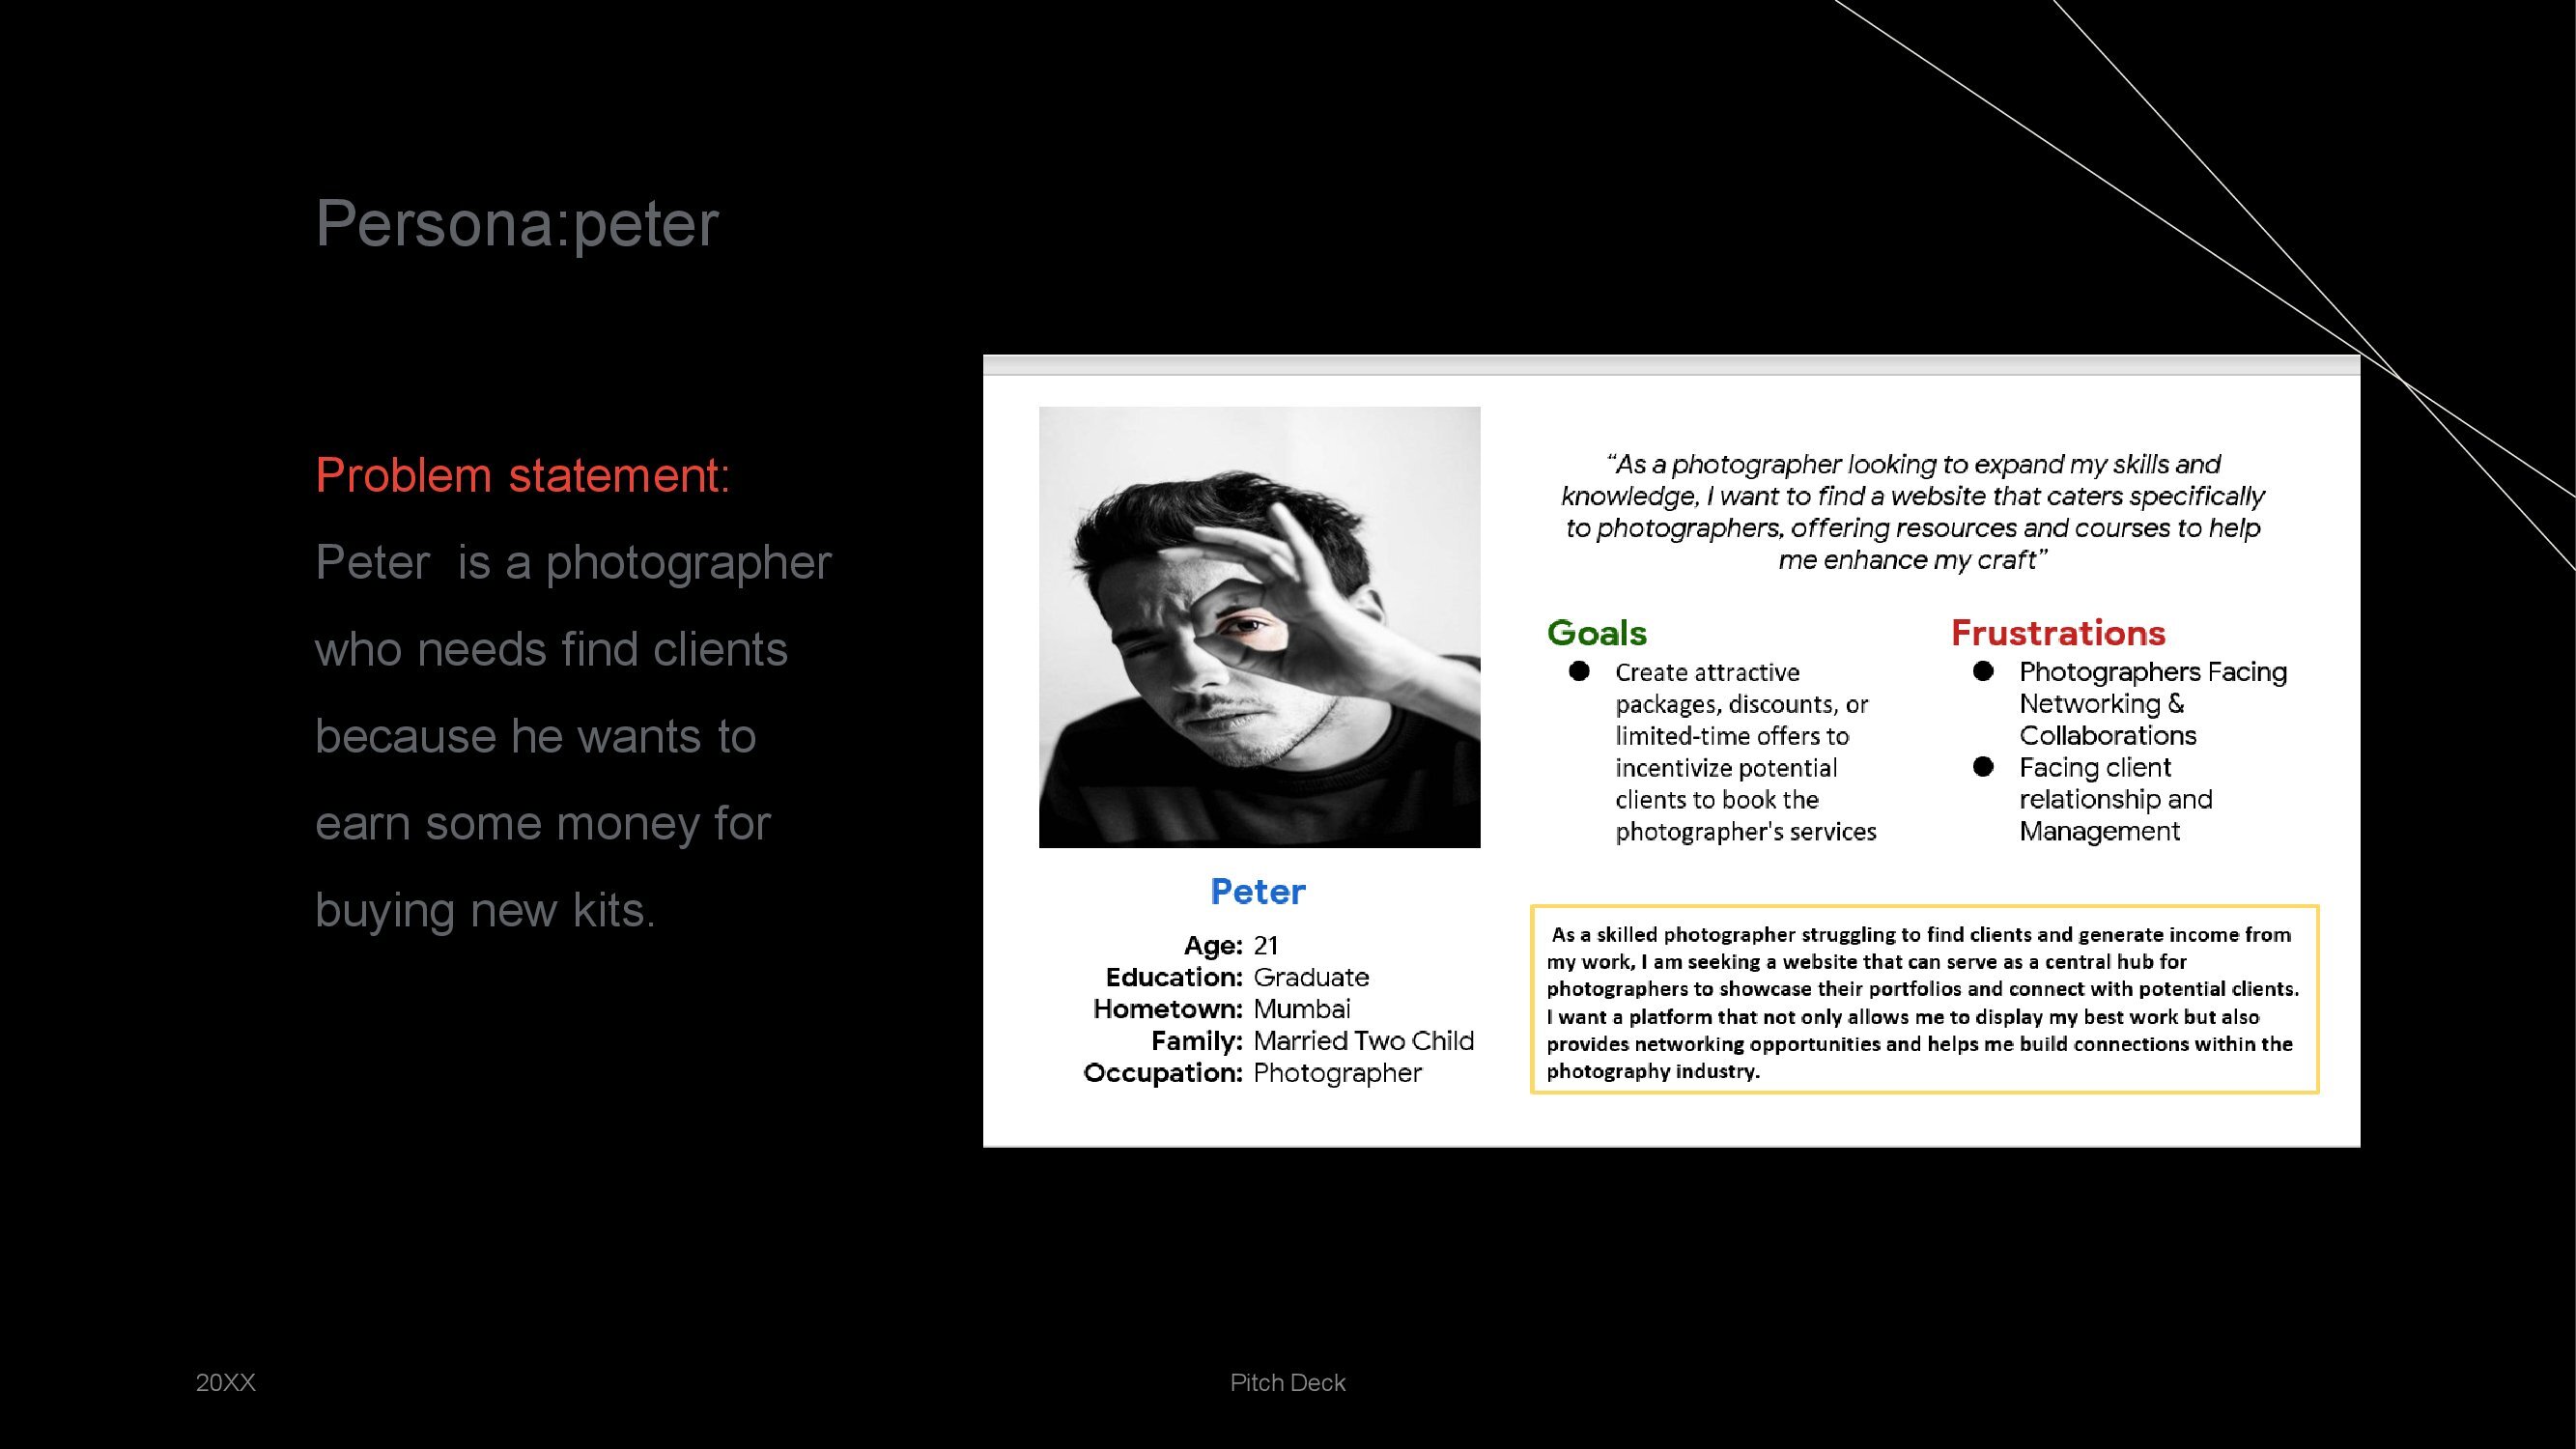 Persona:peter
Problem statement:
Peter  is a photographer
who needs find clients
because he wants to
earn some money for
buying new kits.
“As a photographer looking to expand my skills and
knowledge, I want to find a website that caters specifically
to photographers, offering resources and courses to help
me enhance my craft”
Goals
● Create attractive
packages, discounts, or
limited-time offers to
incentivize potential
clients to book the
photographer's services
Frustrations
● Photographers Facing
Networking &
Collaborations
● Facing client
relationship and
Management
Peter
Age: 21
Education: Graduate
Hometown: Mumbai
Family: Married Two Child
Occupation: Photographer
As a skilled photographer struggling to find clients and generate income from
my work, I am seeking a website that can serve as a central hub for
photographers to showcase their portfolios and connect with potential clients.
I want a platform that not only allows me to display my best work but also
provides networking opportunities and helps me build connections within the
photography industry.
20XX
Pitch Deck